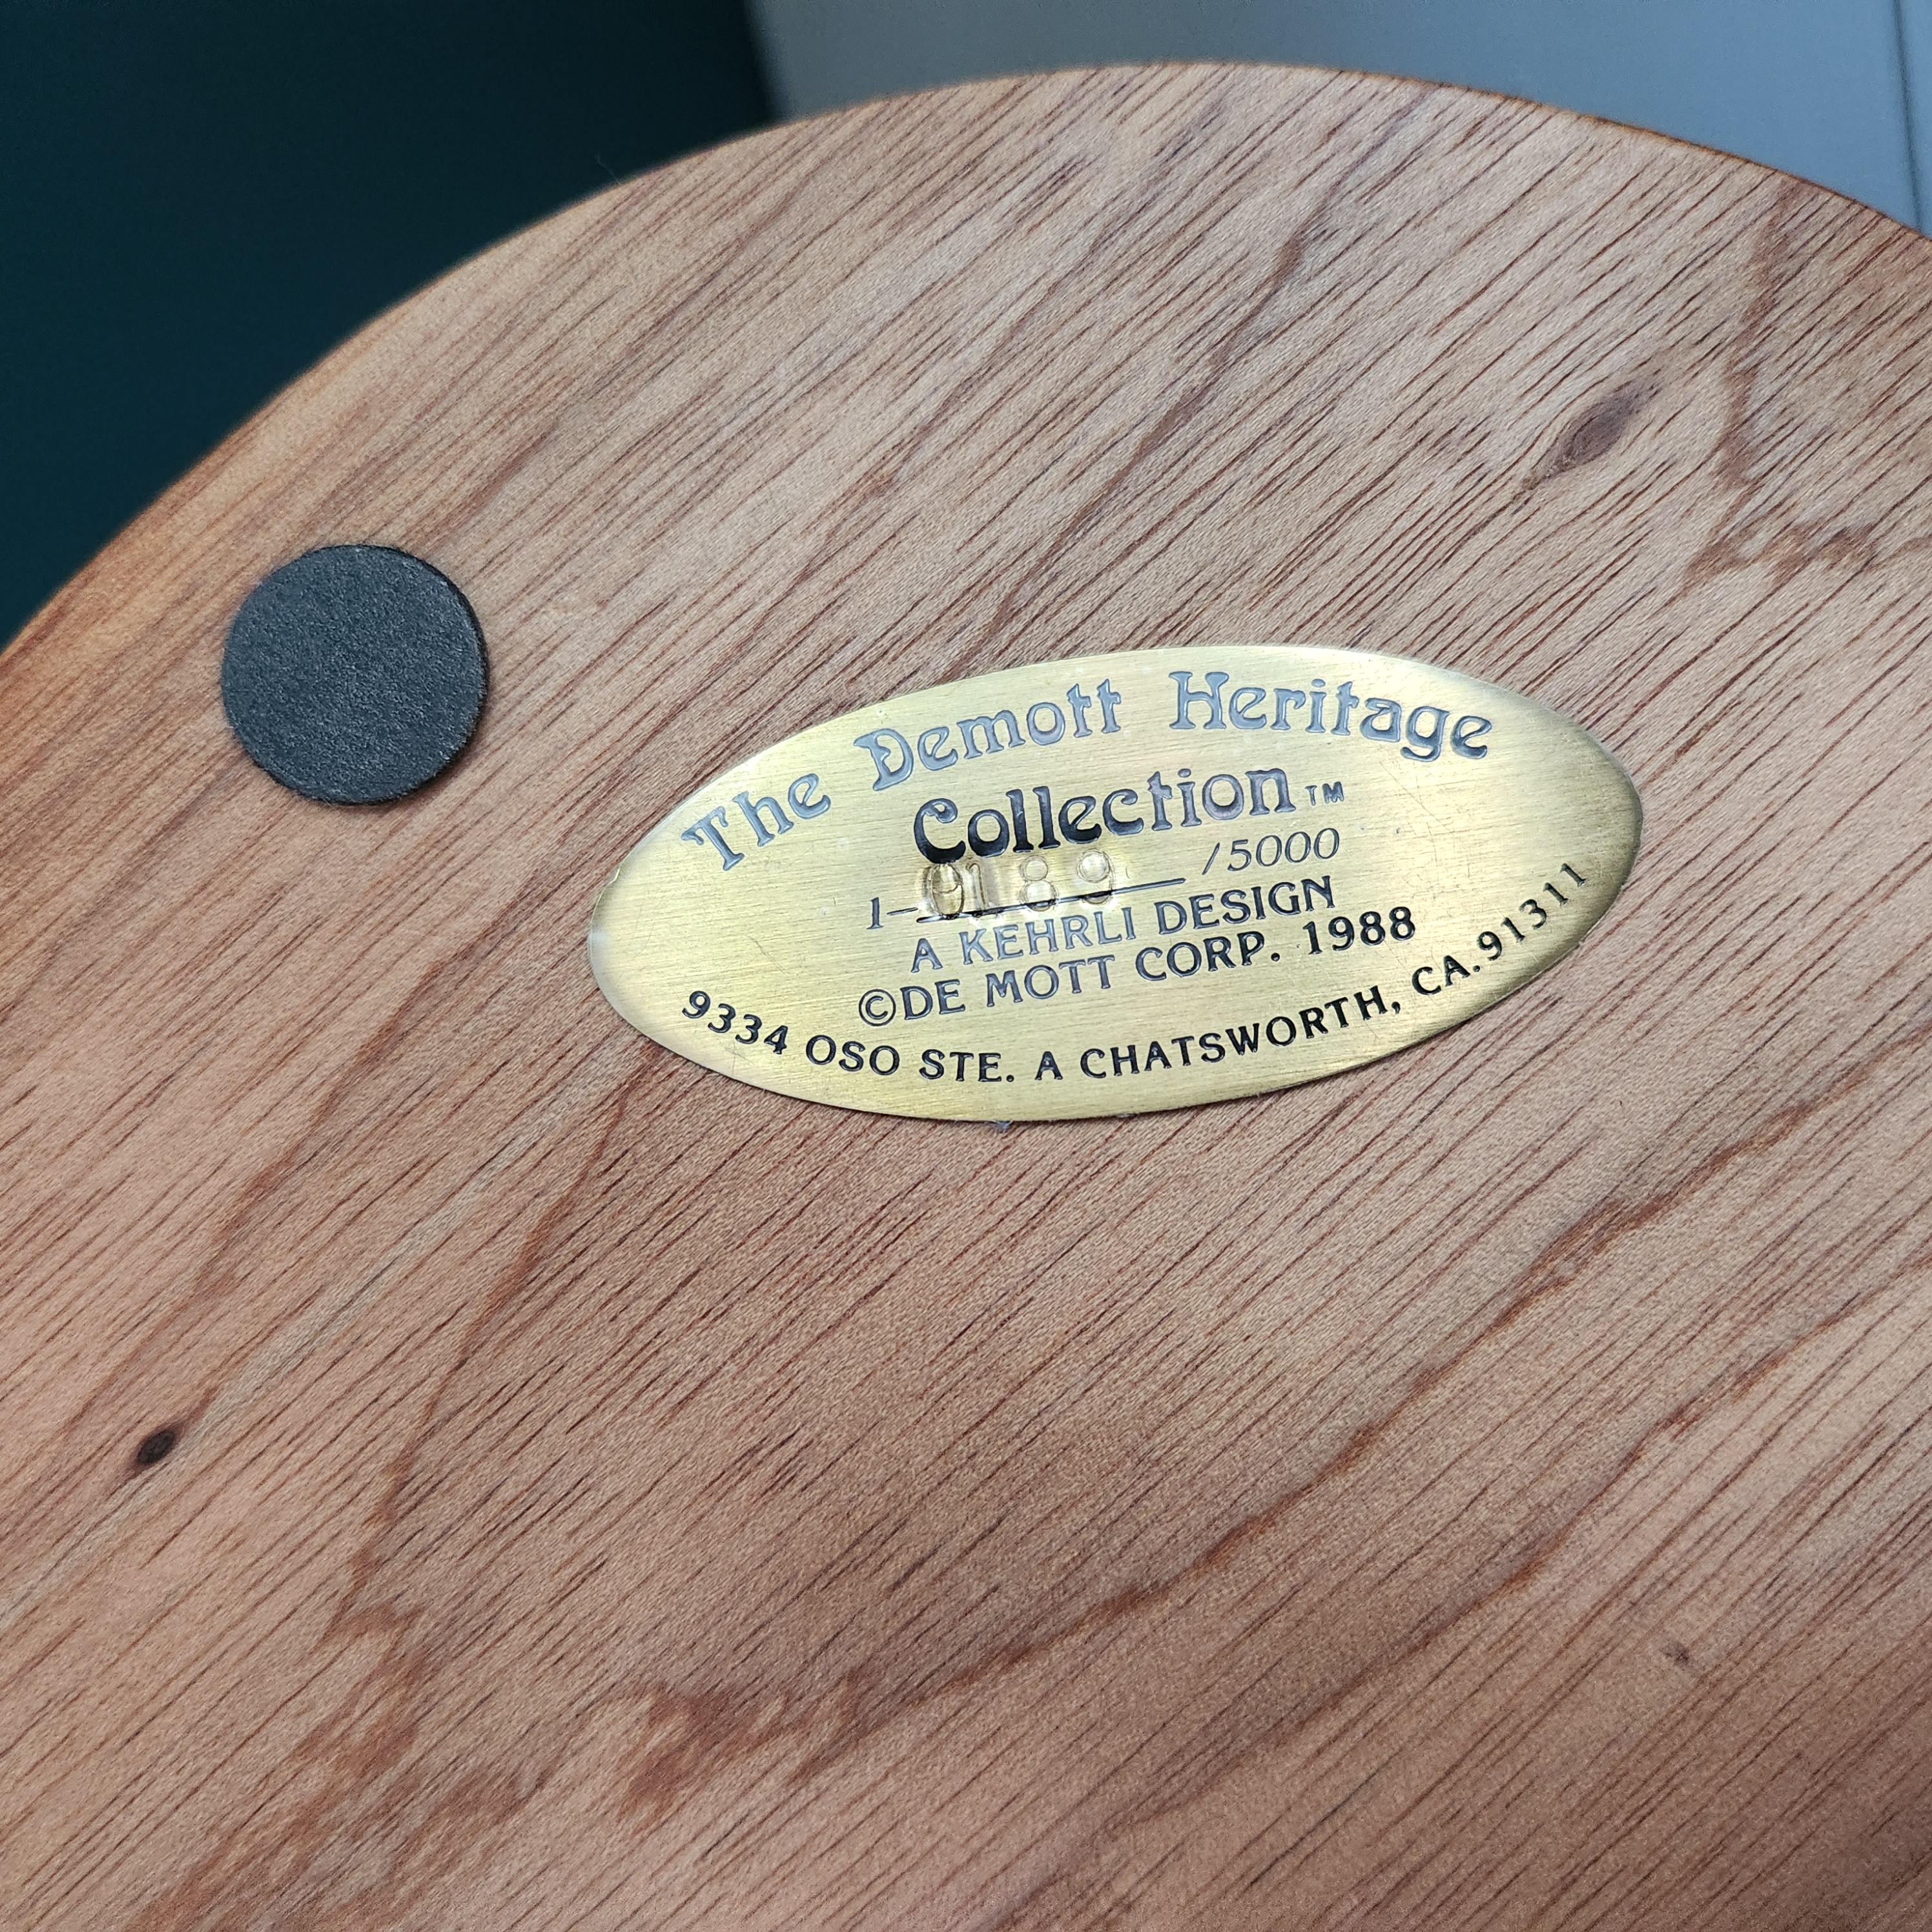 The Demott Heritage
Collection™
1-0189 /5000
A KEHRLI DESIGN
©DE MOTT CORP. 1988
9334 OSO STE. A CHATSWORTH, CA. 91311